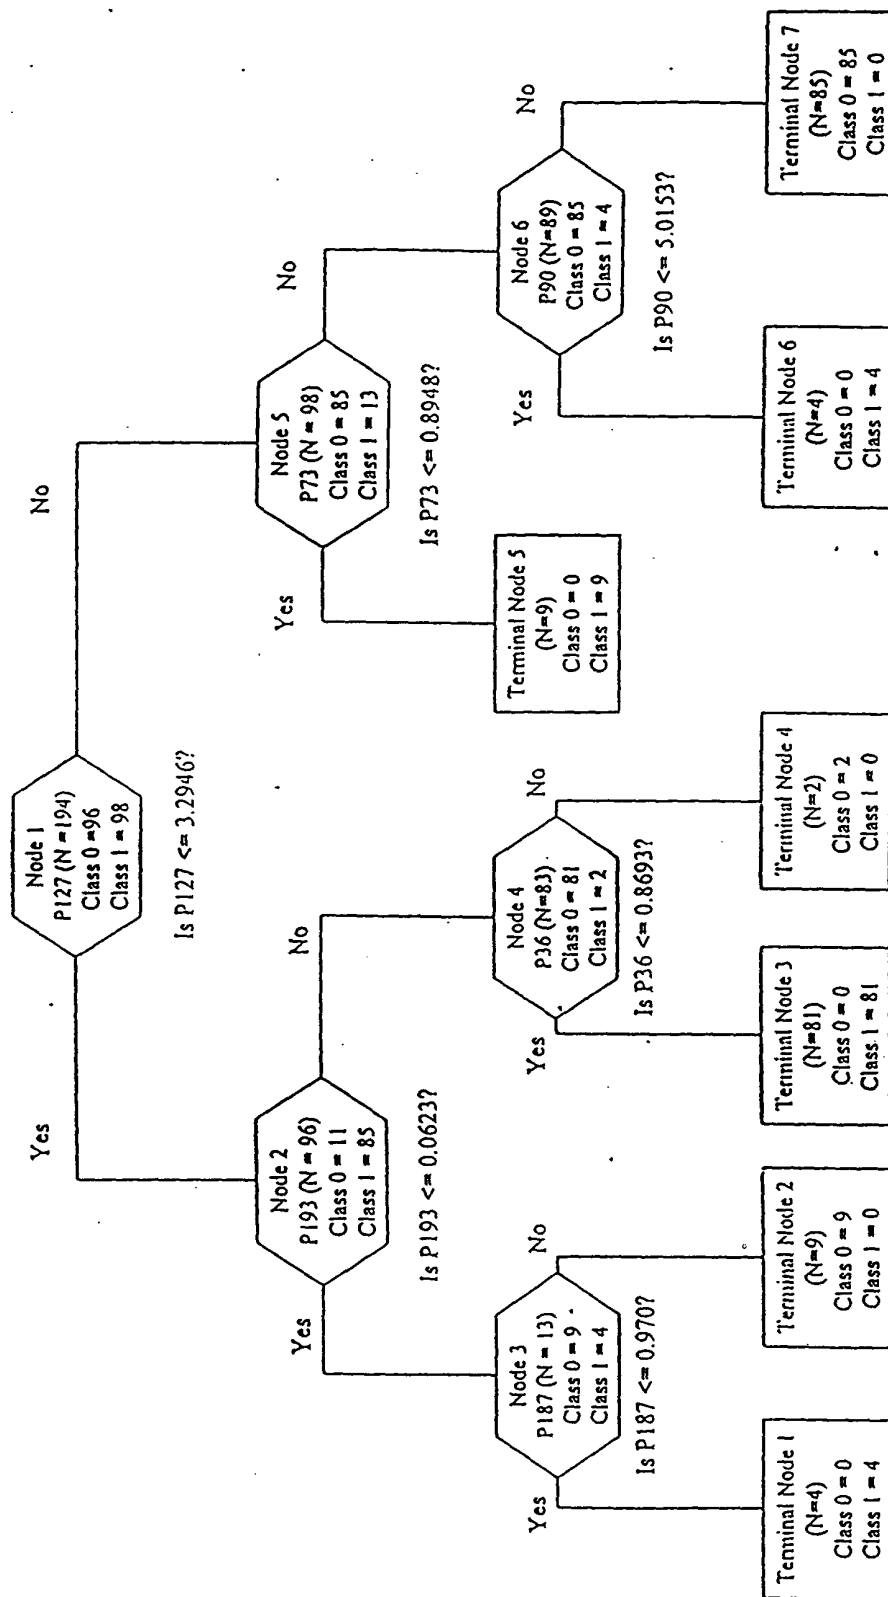 Node 1
P127 (N =194)
Class 0 =96
Class 1 = 98
Is P127 <= 3.2946?
Yes
No
Node 2
P193 (N = 96)
Class 0 = 11
Class 1 = 85
Is P193 <= 0.0623?
Yes
No
Node 5
P73 (N = 98)
Class 0 = 85
Class 1 = 13
Is P73 <= 0.8948?
Yes
No
Node 3
P187 (N = 13)
Class 0 = 9
Class 1 = 4
Is P187 <= 0.970?
Yes
No
Node 4
P36 (N=83)
Class 0 = 81
Class 1 = 2
Is P36 <= 0.8693?
Yes
No
Terminal Node 5
(N=9)
Class 0 = 0
Class 1 = 9
Node 6
P90 (N=89)
Class 0 = 85
Class 1 = 4
Is P90 <= 5.0153?
Yes
No
Terminal Node 1
(N=4)
Class 0 = 0
Class 1 = 4
Terminal Node 2
(N=9)
Class 0 = 9
Class 1 = 0
Terminal Node 3
(N=81)
Class 0 = 0
Class 1 = 81
Terminal Node 4
(N=2)
Class 0 = 2
Class 1 = 0
Terminal Node 6
(N=4)
Class 0 = 0
Class 1 = 4
Terminal Node 7
(N=85)
Class 0 = 85
Class 1 = 0